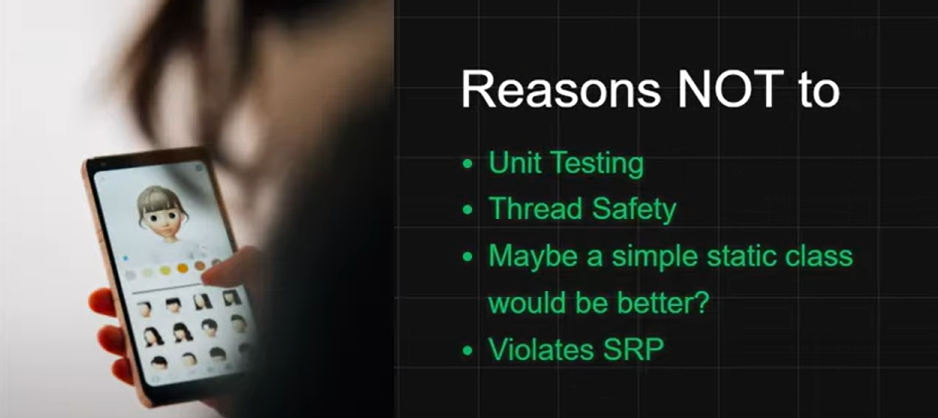 Reasons NOT to
• Unit Testing
• Thread Safety
• Maybe a simple static class
would be better?
• Violates SRP